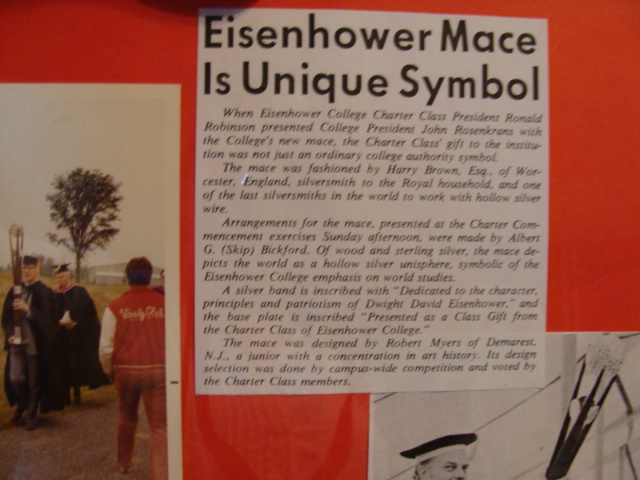 Eisenhower Mace
Is Unique Symbol
When Eisenhower College Charter Class President Ronald
Robinson presented College President John Rosenkrans with
the College's new mace, the Charter Class' gift to the institu-
tion was not just an ordinary college authority symbol.
The mace was fashioned by Harry Brown, Esq., of Wor-
cester, England, silversmith to the Royal household, and one
of the last silversmiths in the world to work with hollow silver
wire.
Arrangements for the mace, presented at the Charter Com-
mencement exercises Sunday afternoon, were made by Albert
G. (Skip) Bickford. Of wood and sterling silver, the mace de-
picts the world as a hollow silver unisphere, symbolic of the
Eisenhower College emphasis on world studies.
A silver band is inscribed with "Dedicated to the character,
principles and patriotism of Dwight David Eisenhower," and
the base plate is inscribed "Presented as a Class Gift from
the Charter Class of Eisenhower College."
The mace was designed by Robert Myers of Demarest,
N.J., a junior with a concentration in art history. Its design
selection was done by campus-wide competition and voted by
the Charter Class members.